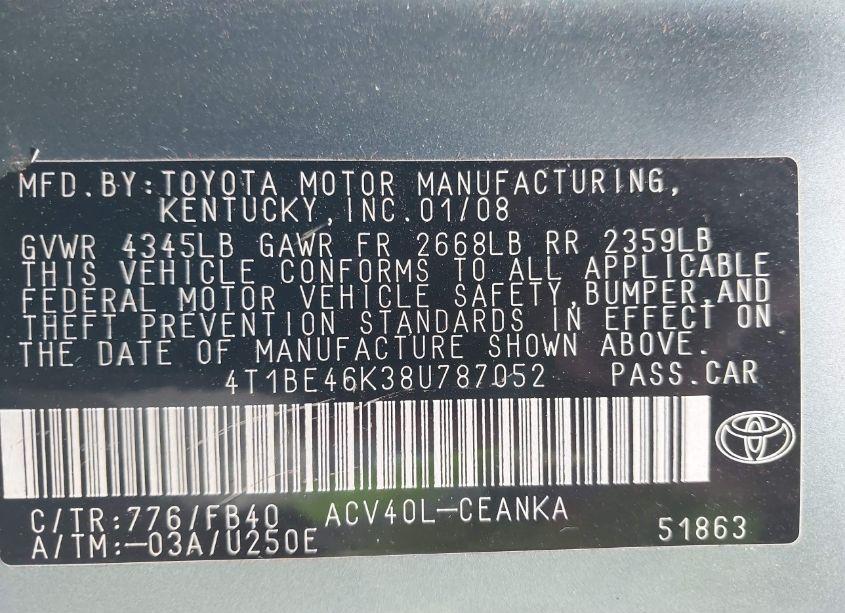 MFD.BY:TOYOTA MOTOR MANUFACTURING,
KENTUCKY,INC.01/08
GVWR 4345LB GAWR FR 2668LB RR 2359LB
THIS VEHICLE CONFORMS TO ALL APPLICABLE
FEDERAL MOTOR VEHICLE SAFETY,BUMPER,AND
THEFT PREVENTION STANDARDS IN EFFECT ON
THE DATE OF MANUFACTURE SHOWN ABOVE.
4T1BE46K38U787052 PASS.CAR
C/TR:776/FB40 ACV40L-CEANKA
A/TM:-03A/U250E 51863